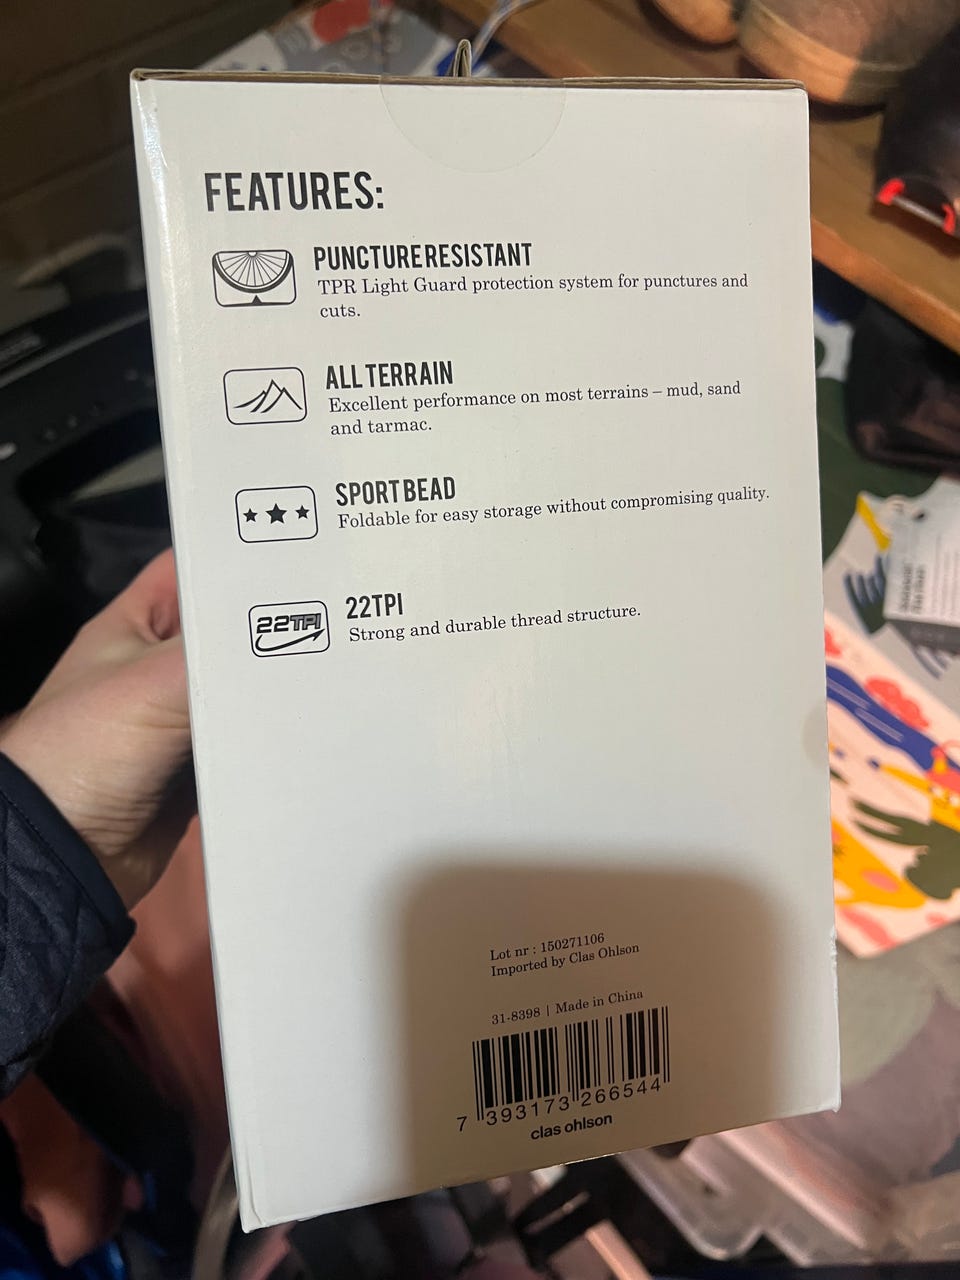 FEATURES:
PUNCTURE RESISTANT
TPR Light Guard protection system for punctures and
cuts.
ALL TERRAIN
Excellent performance on most terrains – mud, sand
and tarmac.
SPORT BEAD
Foldable for easy storage without compromising quality.
22TPI
22TPI
Strong and durable thread structure.
Lot nr : 150271106
Imported by Clas Ohlson
31-8398 | Made in China
7 393173 266544
clas ohlson